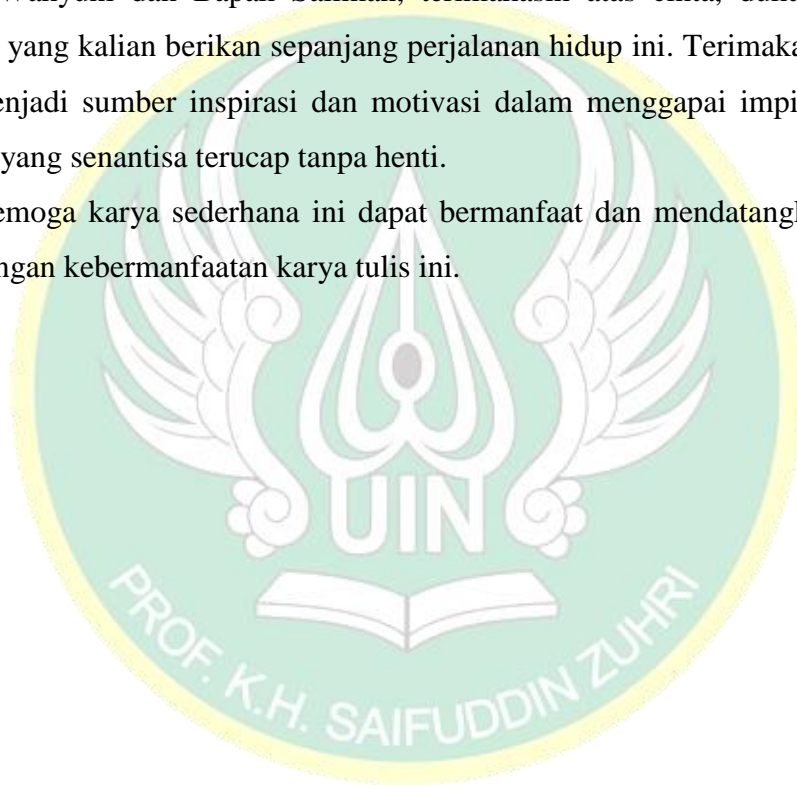 yang kalian berikan sepanjang perjalanan hidup ini. Terimaka
enjadi sumber inspirasi dan motivasi dalam menggapai impi
yang senantisa terucap tanpa henti.
emoga karya sederhana ini dapat bermanfaat dan mendatangk
ngan kebermanfaatan karya tulis ini.
UIN
PROF. K.H. SAIFUDDIN ZUHRI